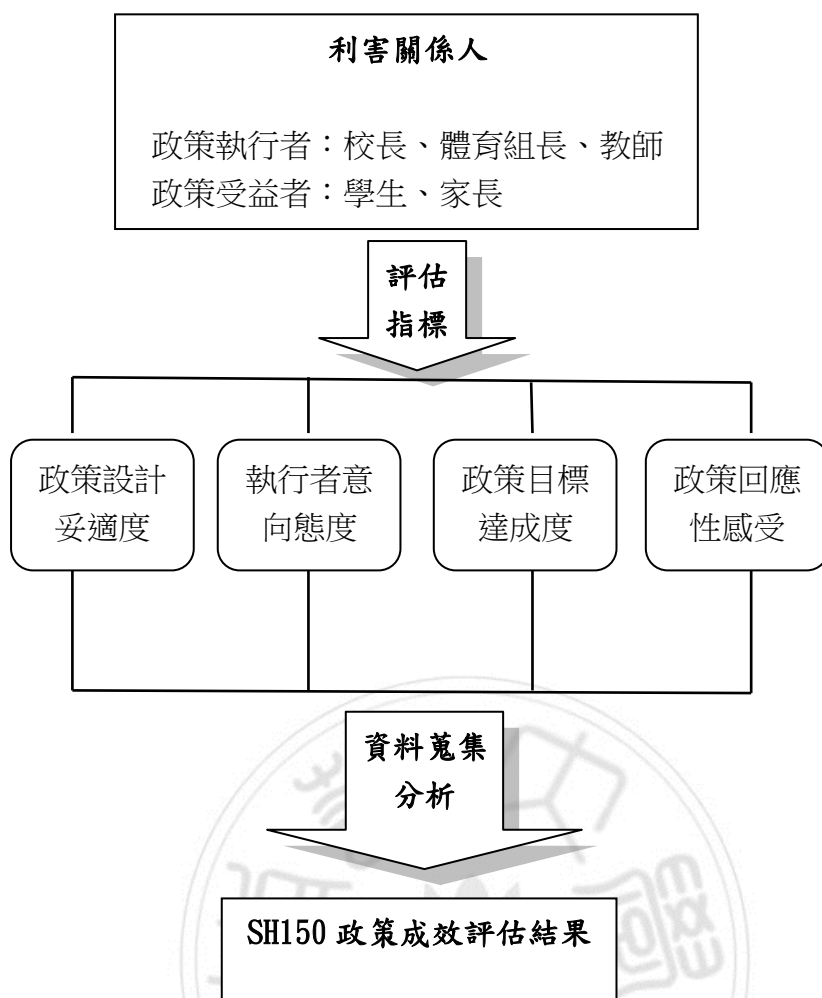 利害關係人
政策執行者：校長、體育組長、教師
政策受益者：學生、家長
評估
指標
政策設計
妥適度
執行者意
向態度
政策目標
達成度
政策回應
性感受
資料蒐集
分析
SH150 政策成效評估結果